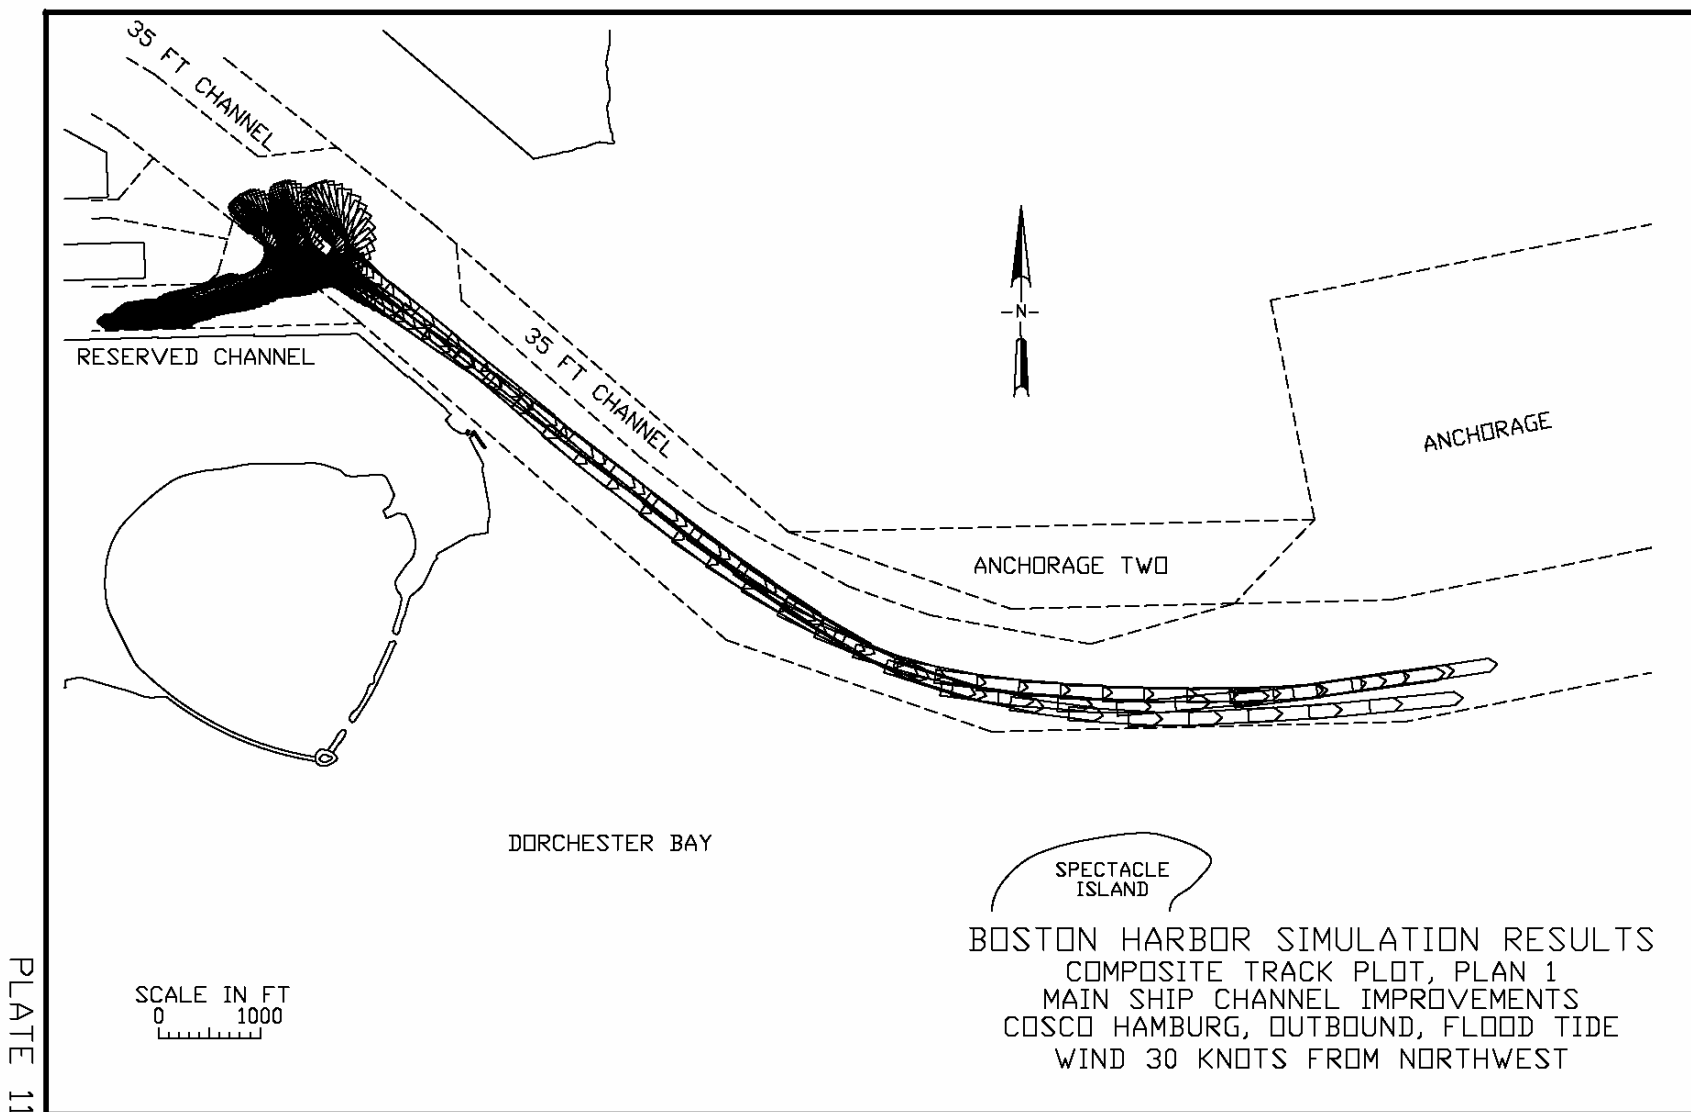 35 FT CHANNEL
RESERVED CHANNEL
35 FT CHANNEL
-N-
ANCHORAGE
ANCHORAGE TWO
DORCHESTER BAY
SPECTACLE
ISLAND
BOSTON HARBOR SIMULATION RESULTS
COMPOSITE TRACK PLOT, PLAN 1
MAIN SHIP CHANNEL IMPROVEMENTS
COSCO HAMBURG, OUTBOUND, FLOOD TIDE
WIND 30 KNOTS FROM NORTHWEST
SCALE IN FT
0 1000
PLATE 11